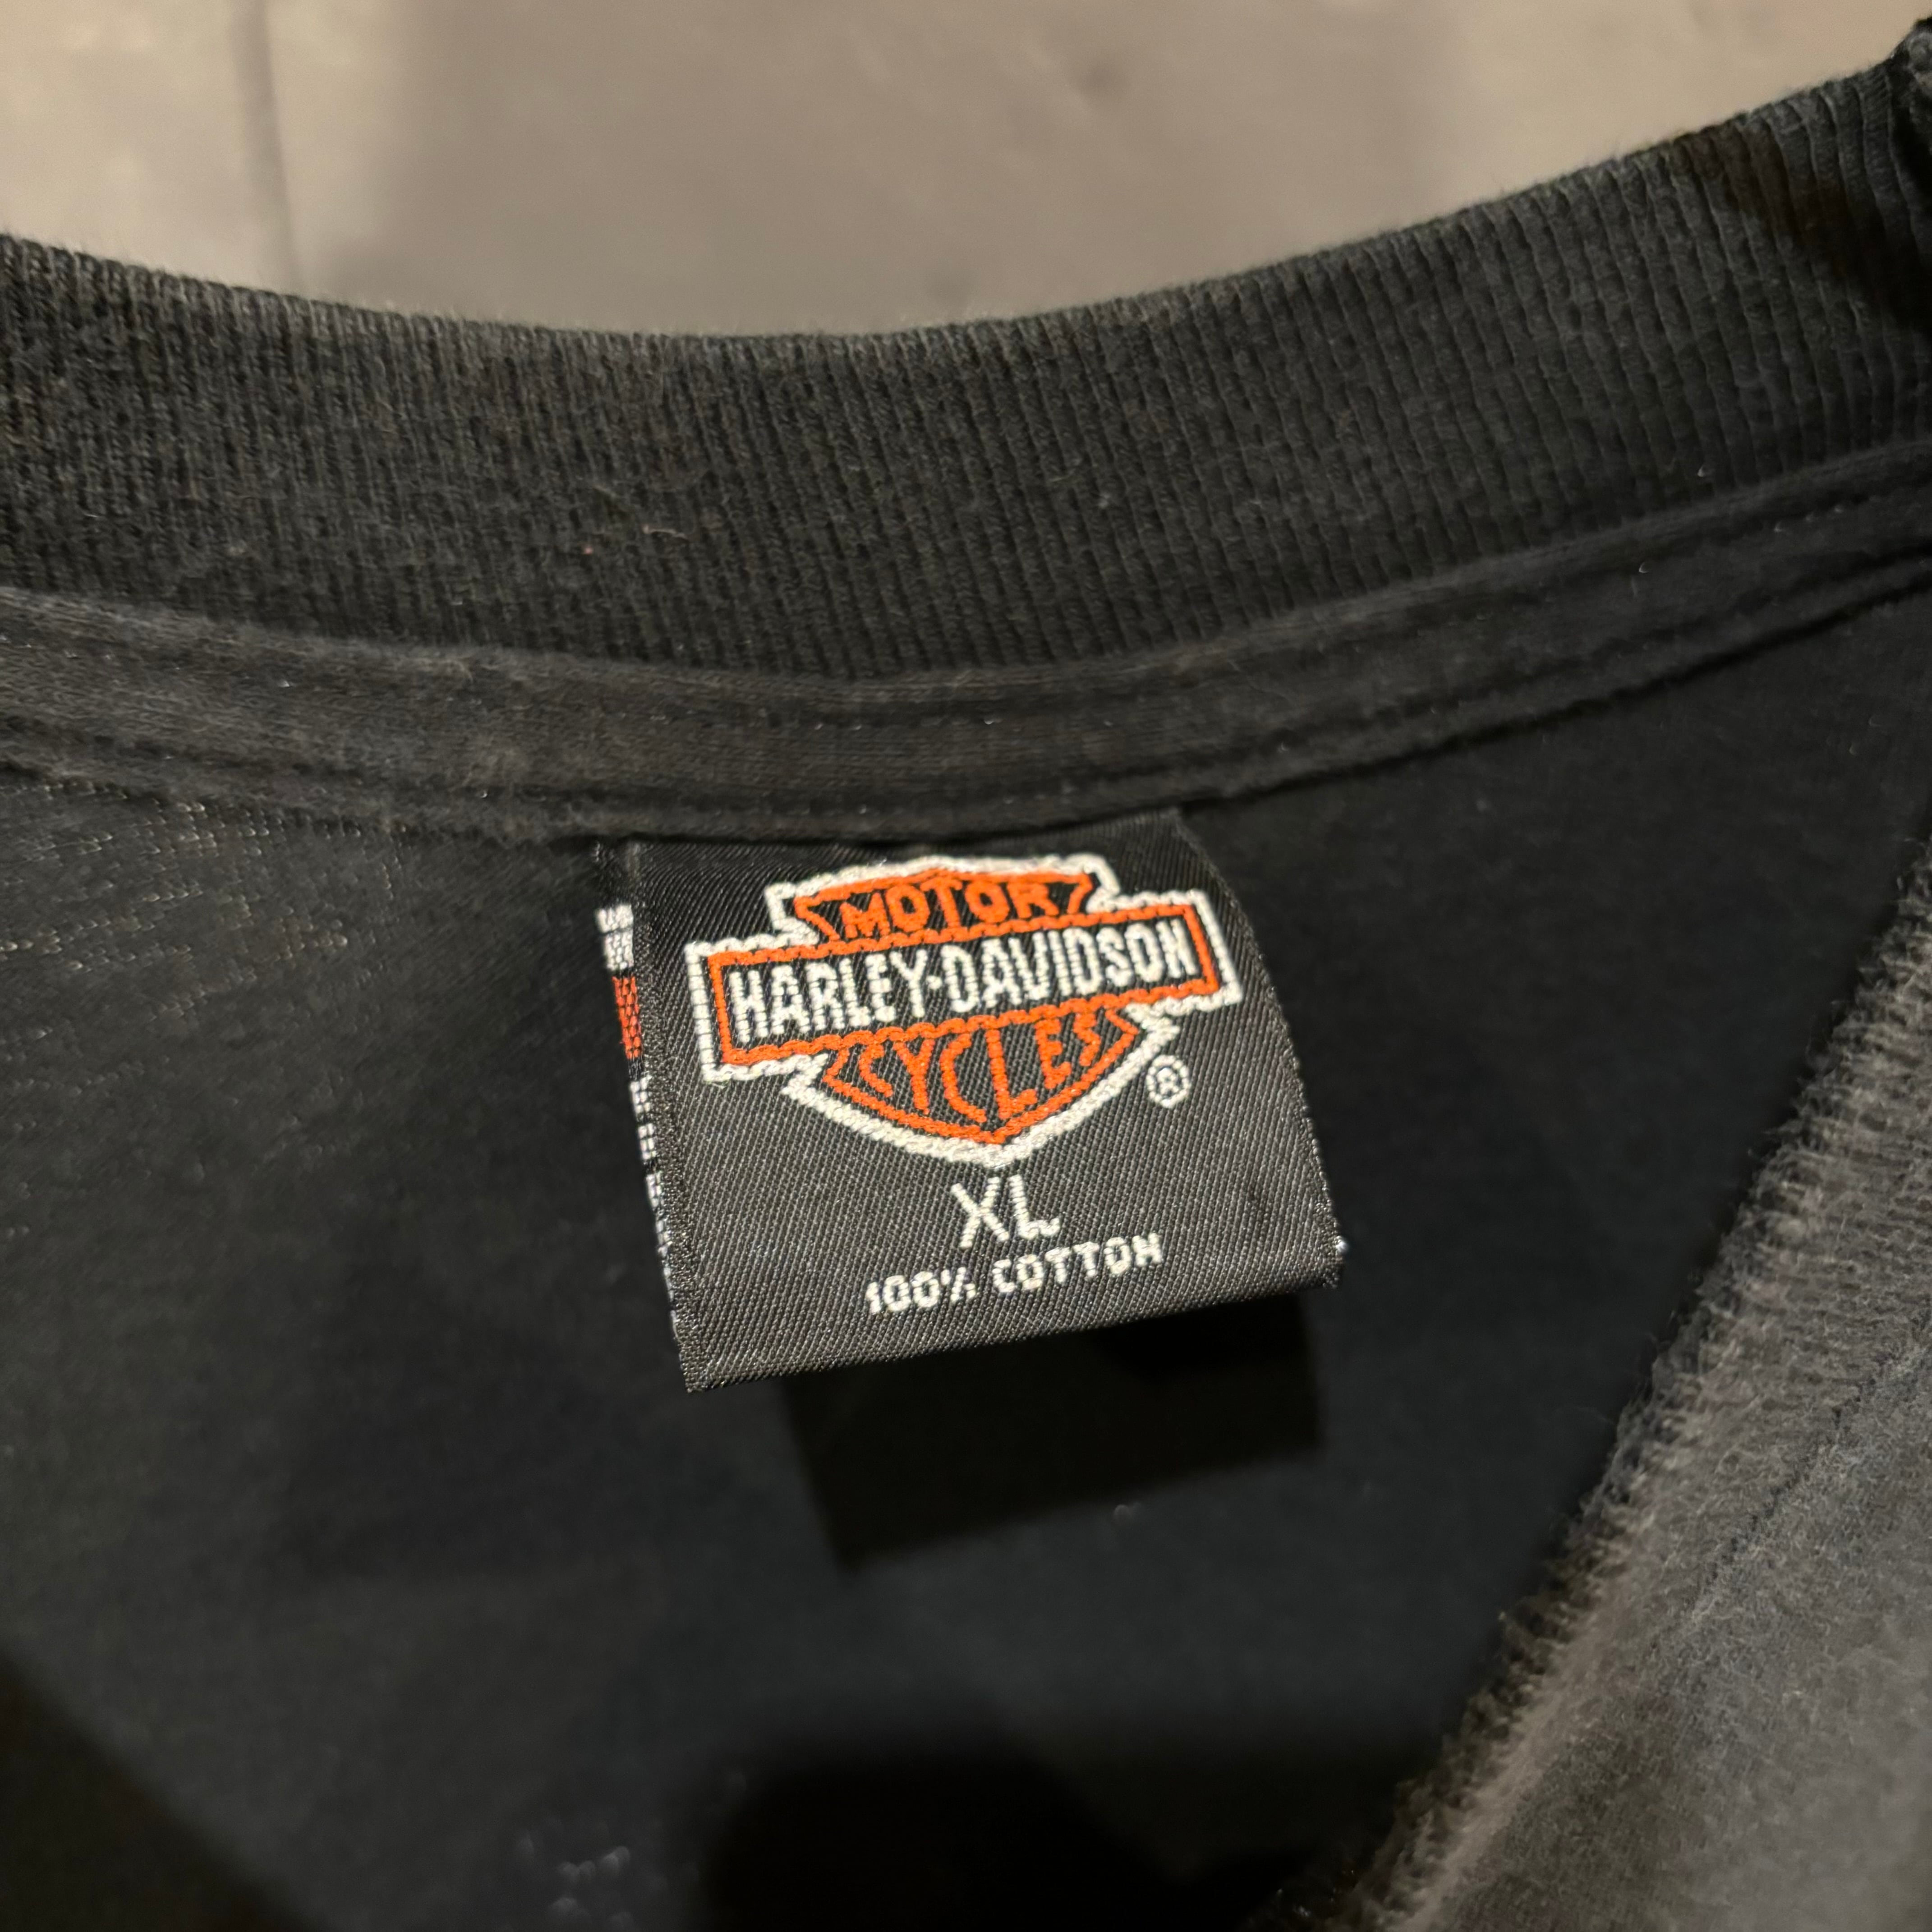 MOTOR
HARLEY-DAVIDSON
CYCLES
®
XL
100% COTTON